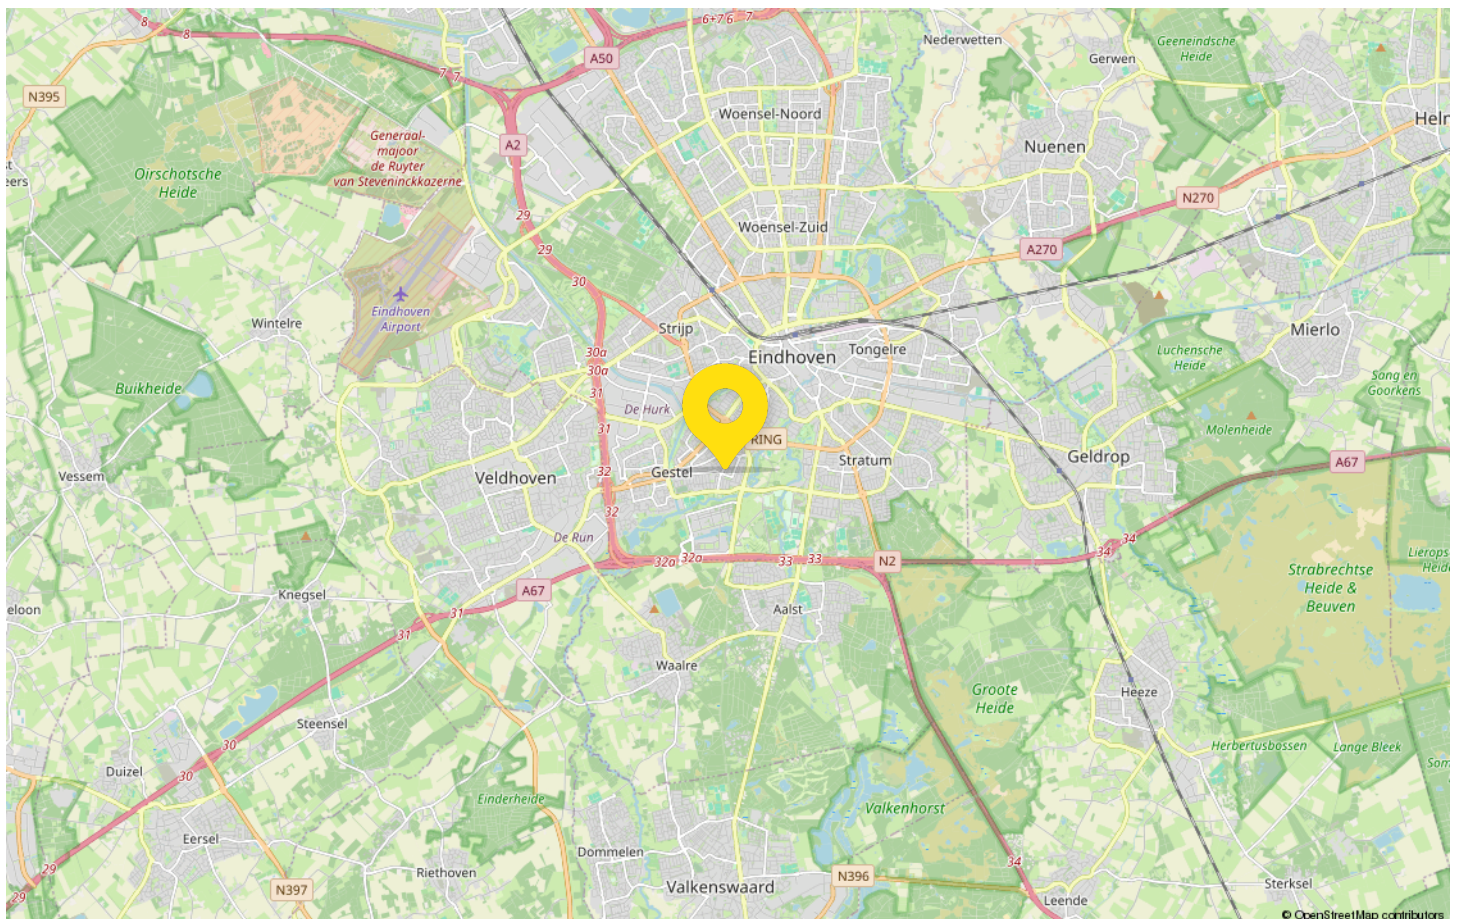 8
8
6+7 6
7
Nederwetten
Geeneindsche
Heide
Gerwen
A50
7 7
N395
Woensel-Noord
Helm
Generaal-
majoor
de Ruyter
van Steveninckkazerne
A2
Nuenen
Oirschotsche
Heide
eers
N270
29
Woensel-Zuid
29
A270
30
Eindhoven
Airport
Wintelre
Strijp
Mierlo
30a
Eindhoven
Tongelre
Luchensche
Heide
30a
Buikheide
31
Sang en
Goorkens
De Hurk
31
RING
Molenheide
Vessem
Veldhoven
32
Gestel
Stratum
Geldrop
A67
32
De Run
34
34
32a
32a
33
33
N2
Lierops
Heide
Strabrechtse
Heide &
Beuven
Knegsel
A67
eloon
31
31
Aalst
Waalre
Groote
Heide
Heeze
Steensel
30
Herbertusbossen
Lange Bleek
Som
Duizel
30
Einderheide
Valkenhorst
Eersel
Dommelen
34
29
Riethoven
N396
N397
Valkenswaard
Sterksel
29
Leende
© OpenStreetMap contributors